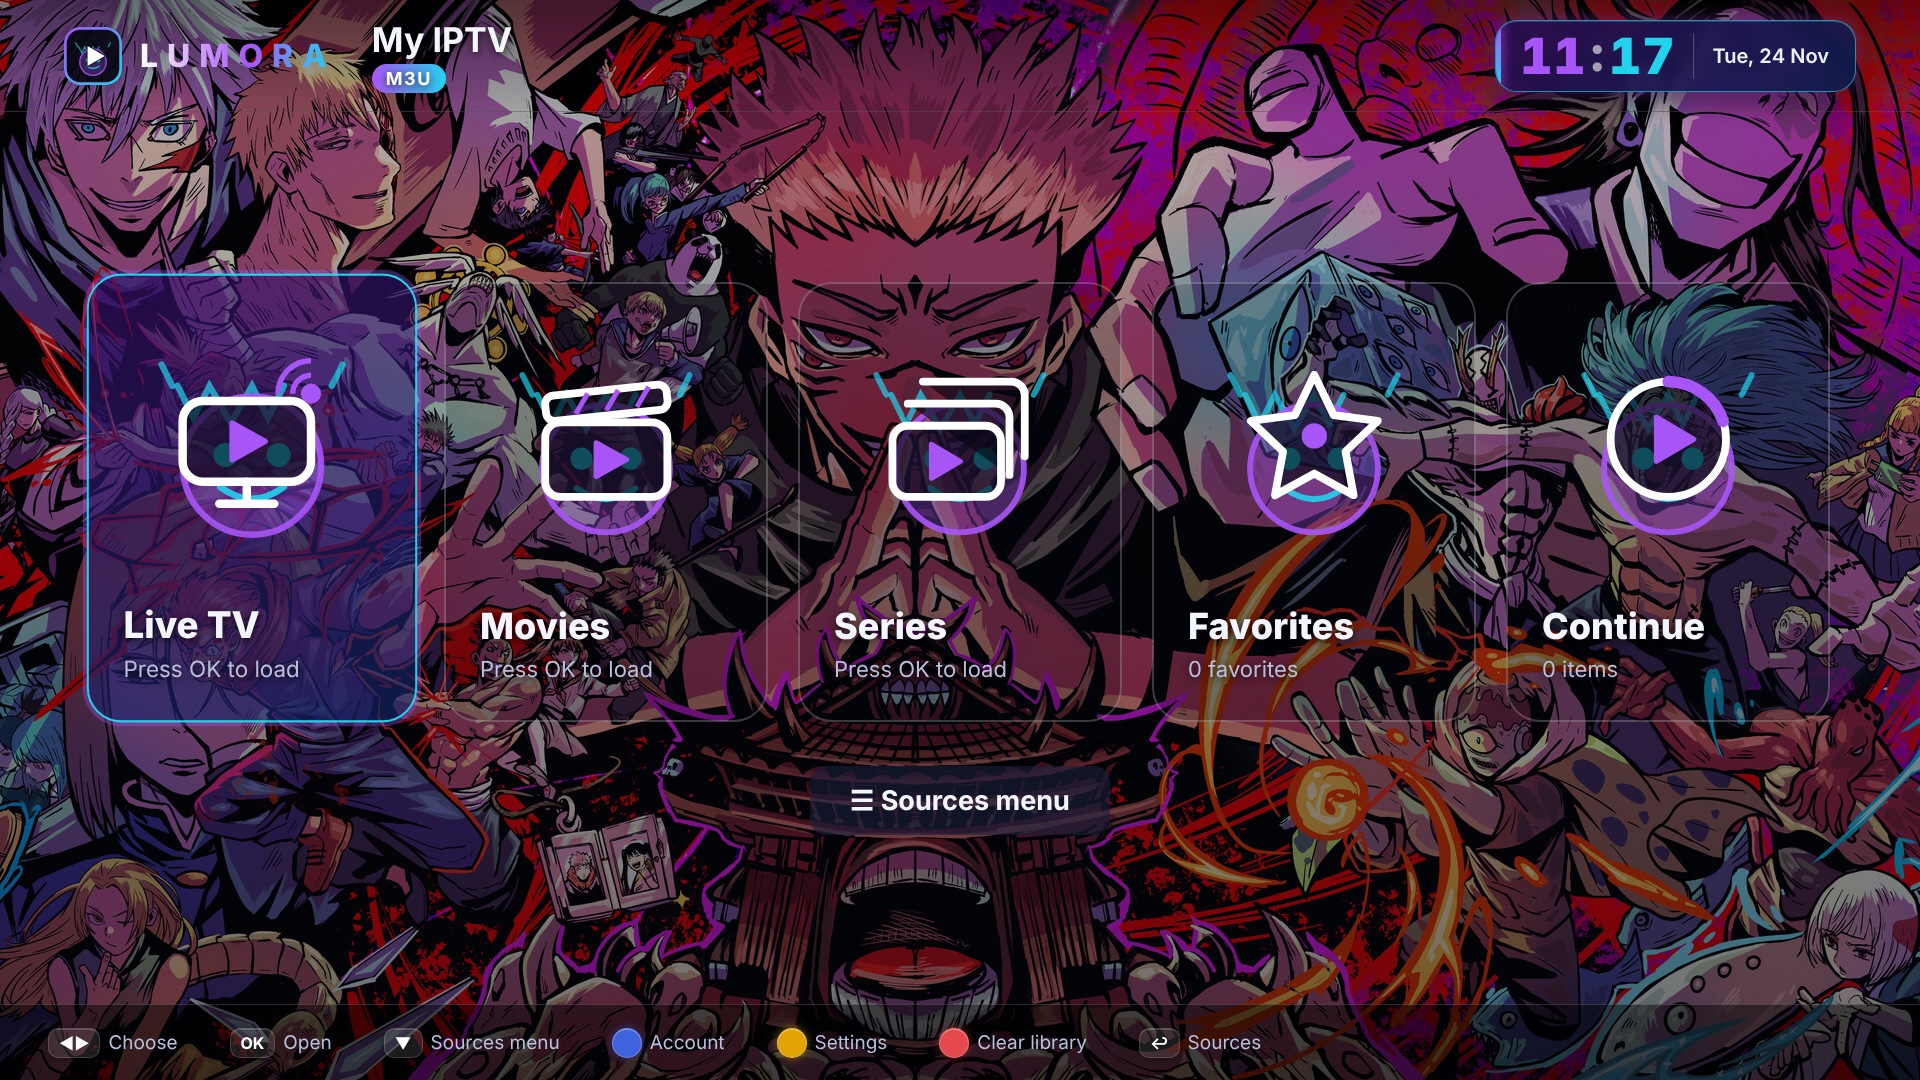 LUMORA
My IPTV
M3U
11:17
Tue, 24 Nov
Live TV
Press OK to load
Movies
Press OK to load
Series
Press OK to load
Favorites
0 favorites
Continue
0 items
☰ Sources menu
◀▶ Choose
OK Open
▼ Sources menu
Account
Settings
Clear library
↩ Sources